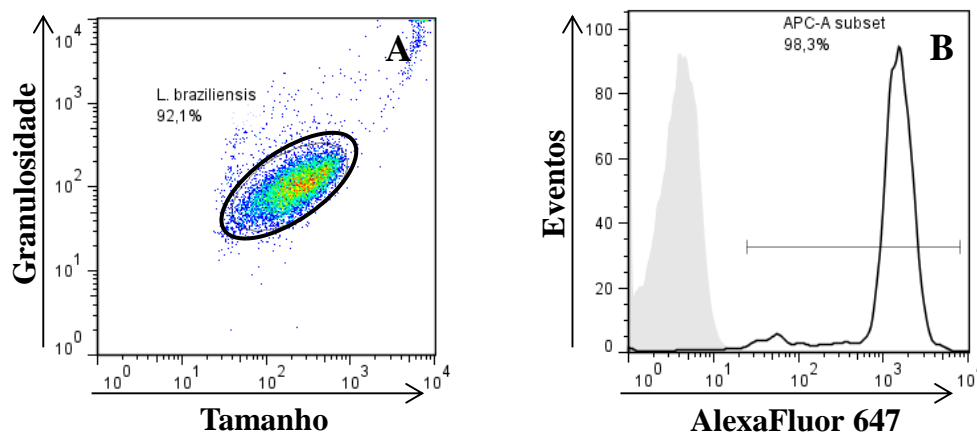 A
L. braziliensis
92,1%
Granulosidade
10^4
10^3
10^2
10^1
10^0
10^0 10^1 10^2 10^3 10^4
Tamanho
APC-A subset
98,3%
B
Eventos
100
80
60
40
20
0
10^0 10^1 10^2 10^3 10^4
AlexaFluor 647